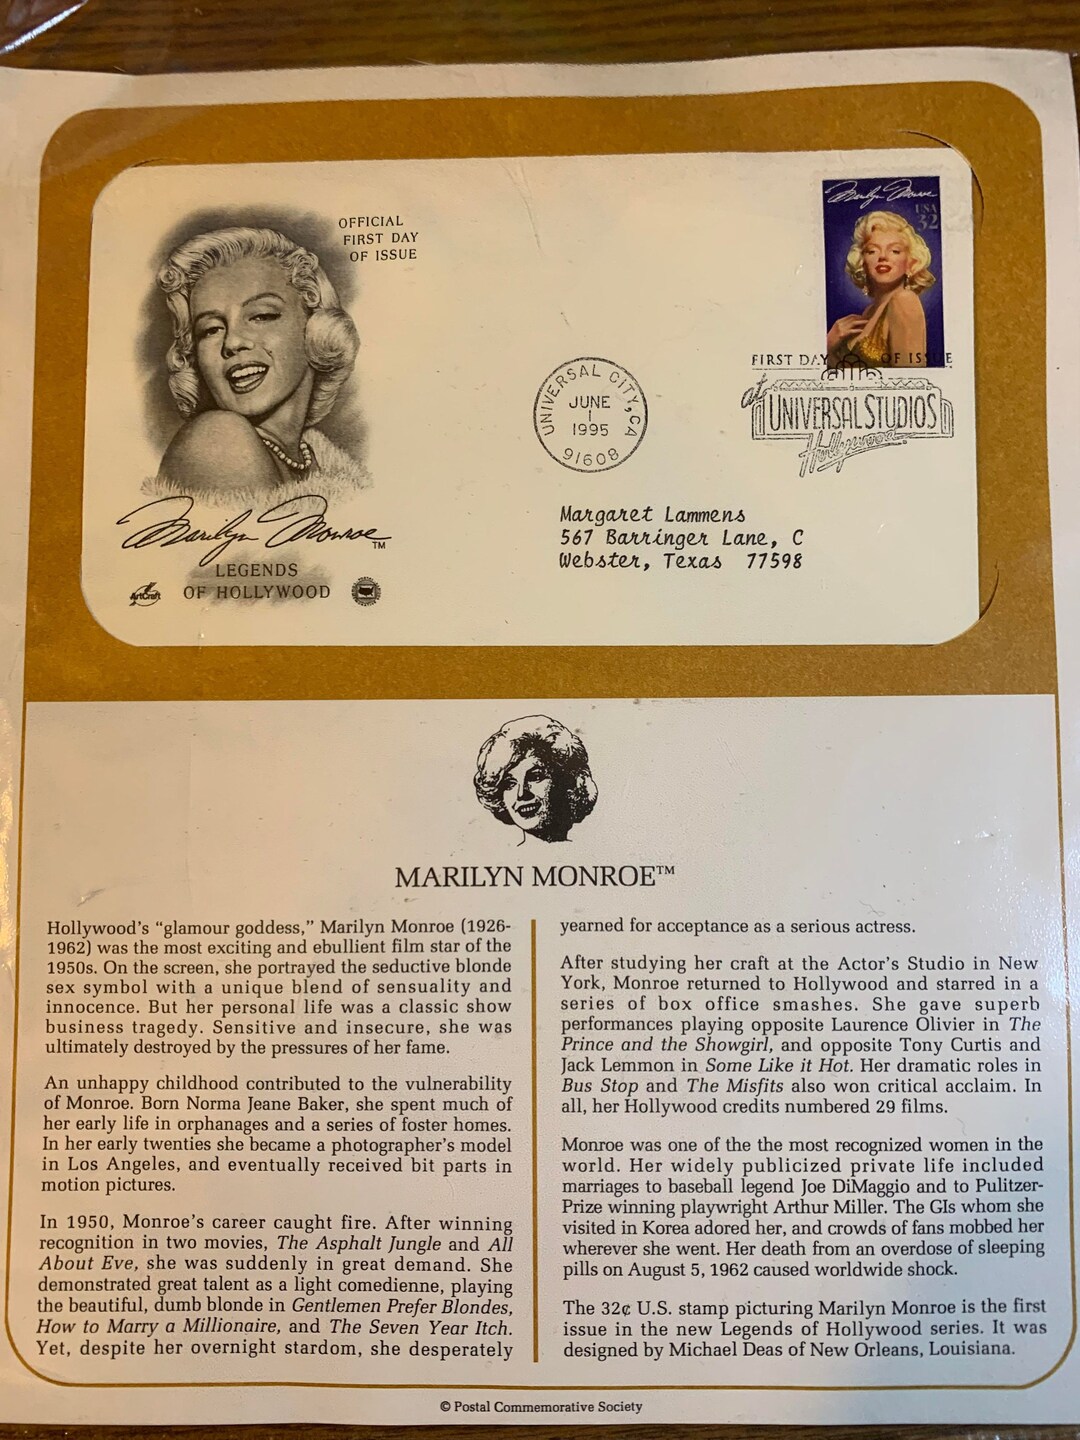 OFFICIAL
FIRST DAY
OF ISSUE
Marilyn Monroe
USA
32
FIRST DAY OF ISSUE
at
UNIVERSAL STUDIOS
Hollywood
UNIVERSAL CITY, CA
JUNE
1
1995
91608
Marilyn Monroe™
LEGENDS
OF HOLLYWOOD
ArtCraft
Margaret Lammens
567 Barringer Lane, C
Webster, Texas 77598
MARILYN MONROE™
Hollywood's “glamour goddess,” Marilyn Monroe (1926-
1962) was the most exciting and ebullient film star of the
1950s. On the screen, she portrayed the seductive blonde
sex symbol with a unique blend of sensuality and
innocence. But her personal life was a classic show
business tragedy. Sensitive and insecure, she was
ultimately destroyed by the pressures of her fame.
An unhappy childhood contributed to the vulnerability
of Monroe. Born Norma Jeane Baker, she spent much of
her early life in orphanages and a series of foster homes.
In her early twenties she became a photographer's model
in Los Angeles, and eventually received bit parts in
motion pictures.
In 1950, Monroe's career caught fire. After winning
recognition in two movies, The Asphalt Jungle and All
About Eve, she was suddenly in great demand. She
demonstrated great talent as a light comedienne, playing
the beautiful, dumb blonde in Gentlemen Prefer Blondes,
How to Marry a Millionaire, and The Seven Year Itch.
Yet, despite her overnight stardom, she desperately
yearned for acceptance as a serious actress.
After studying her craft at the Actor's Studio in New
York, Monroe returned to Hollywood and starred in a
series of box office smashes. She gave superb
performances playing opposite Laurence Olivier in The
Prince and the Showgirl, and opposite Tony Curtis and
Jack Lemmon in Some Like it Hot. Her dramatic roles in
Bus Stop and The Misfits also won critical acclaim. In
all, her Hollywood credits numbered 29 films.
Monroe was one of the the most recognized women in the
world. Her widely publicized private life included
marriages to baseball legend Joe DiMaggio and to Pulitzer-
Prize winning playwright Arthur Miller. The GIs whom she
visited in Korea adored her, and crowds of fans mobbed her
wherever she went. Her death from an overdose of sleeping
pills on August 5, 1962 caused worldwide shock.
The 32¢ U.S. stamp picturing Marilyn Monroe is the first
issue in the new Legends of Hollywood series. It was
designed by Michael Deas of New Orleans, Louisiana.
© Postal Commemorative Society